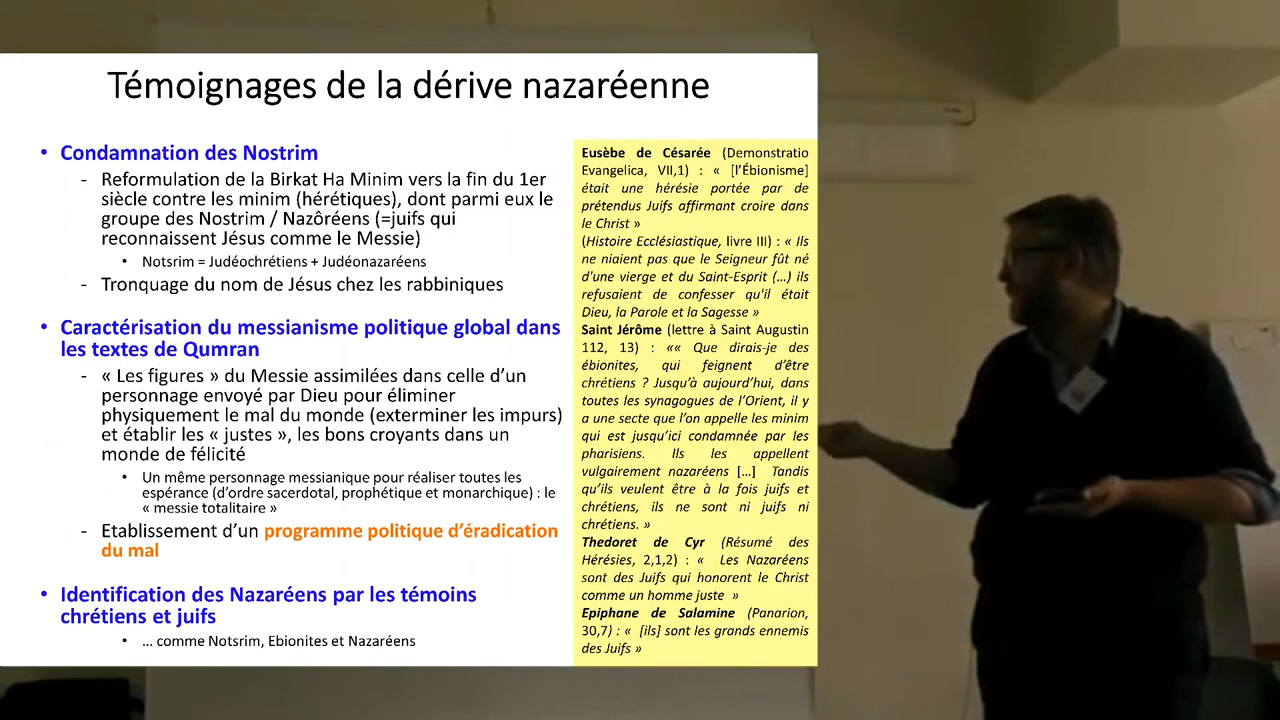 Témoignages de la dérive nazaréenne
• Condamnation des Nostrim
- Reformulation de la Birkat Ha Minim vers la fin du 1er
siècle contre les minim (hérétiques), dont parmi eux le
groupe des Nostrim / Nazôréens (=juifs qui
reconnaissent Jésus comme le Messie)
• Notsrim = Judéochrétiens + Judéonazaréens
- Tronquage du nom de Jésus chez les rabbiniques
• Caractérisation du messianisme politique global dans
les textes de Qumran
- « Les figures » du Messie assimilées dans celle d’un
personnage envoyé par Dieu pour éliminer
physiquement le mal du monde (exterminer les impurs)
et établir les « justes », les bons croyants dans un
monde de félicité
• Un même personnage messianique pour réaliser toutes les
espérance (d’ordre sacerdotal, prophétique et monarchique) : le
« messie totalitaire »
- Etablissement d’un programme politique d’éradication
du mal
• Identification des Nazaréens par les témoins
chrétiens et juifs
• … comme Notsrim, Ebionites et Nazaréens
Eusèbe de Césarée (Demonstratio
Evangelica, VII,1) : « [l’Ébionisme]
était une hérésie portée par de
prétendus Juifs affirmant croire dans
le Christ »
(Histoire Ecclésiastique, livre III) : « Ils
ne niaient pas que le Seigneur fût né
d'une vierge et du Saint-Esprit (…) ils
refusaient de confesser qu'il était
Dieu, la Parole et la Sagesse »
Saint Jérôme (lettre à Saint Augustin
112, 13) : «« Que dirais-je des
ébionites, qui feignent d’être
chrétiens ? Jusqu’à aujourd’hui, dans
toutes les synagogues de l’Orient, il y
a une secte que l’on appelle les minim
qui est jusqu’ici condamnée par les
pharisiens. Ils les appellent
vulgairement nazaréens […] Tandis
qu’ils veulent être à la fois juifs et
chrétiens, ils ne sont ni juifs ni
chrétiens. »
Thedoret de Cyr (Résumé des
Hérésies, 2,1,2) : « Les Nazaréens
sont des Juifs qui honorent le Christ
comme un homme juste »
Epiphane de Salamine (Panarion,
30,7) : « [ils] sont les grands ennemis
des Juifs »